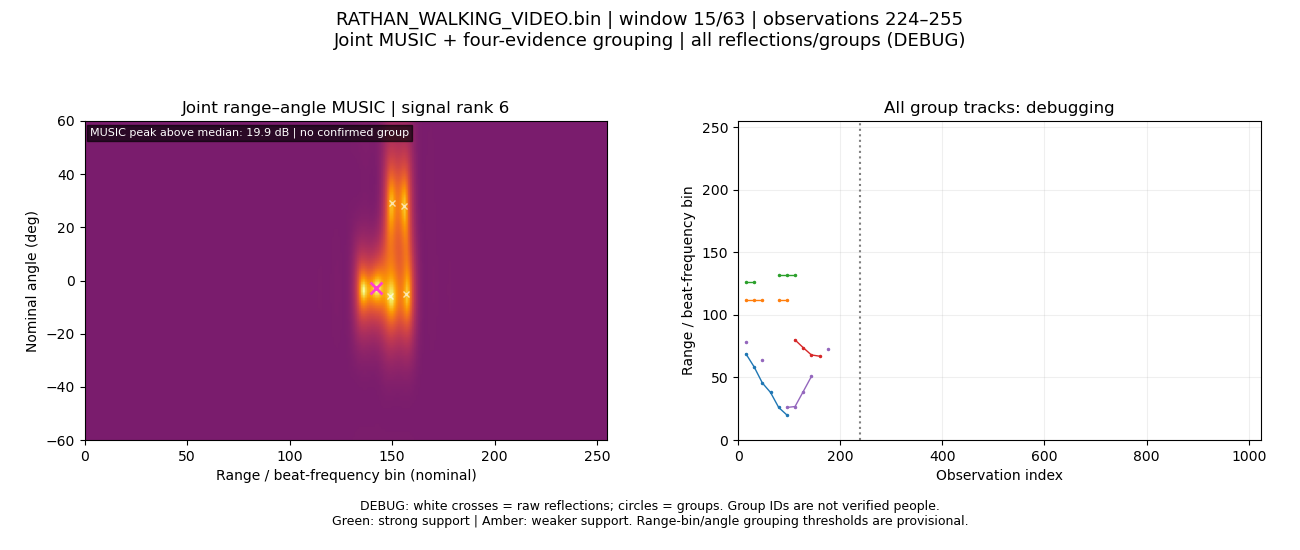 RATHAN_WALKING_VIDEO.bin | window 15/63 | observations 224–255
Joint MUSIC + four-evidence grouping | all reflections/groups (DEBUG)
Joint range–angle MUSIC | signal rank 6
MUSIC peak above median: 19.9 dB | no confirmed group
60
40
20
0
−20
−40
−60
Nominal angle (deg)
0 50 100 150 200 250
Range / beat-frequency bin (nominal)
All group tracks: debugging
250
200
150
100
50
0
Range / beat-frequency bin
0 200 400 600 800 1000
Observation index
DEBUG: white crosses = raw reflections; circles = groups. Group IDs are not verified people.
Green: strong support | Amber: weaker support. Range-bin/angle grouping thresholds are provisional.